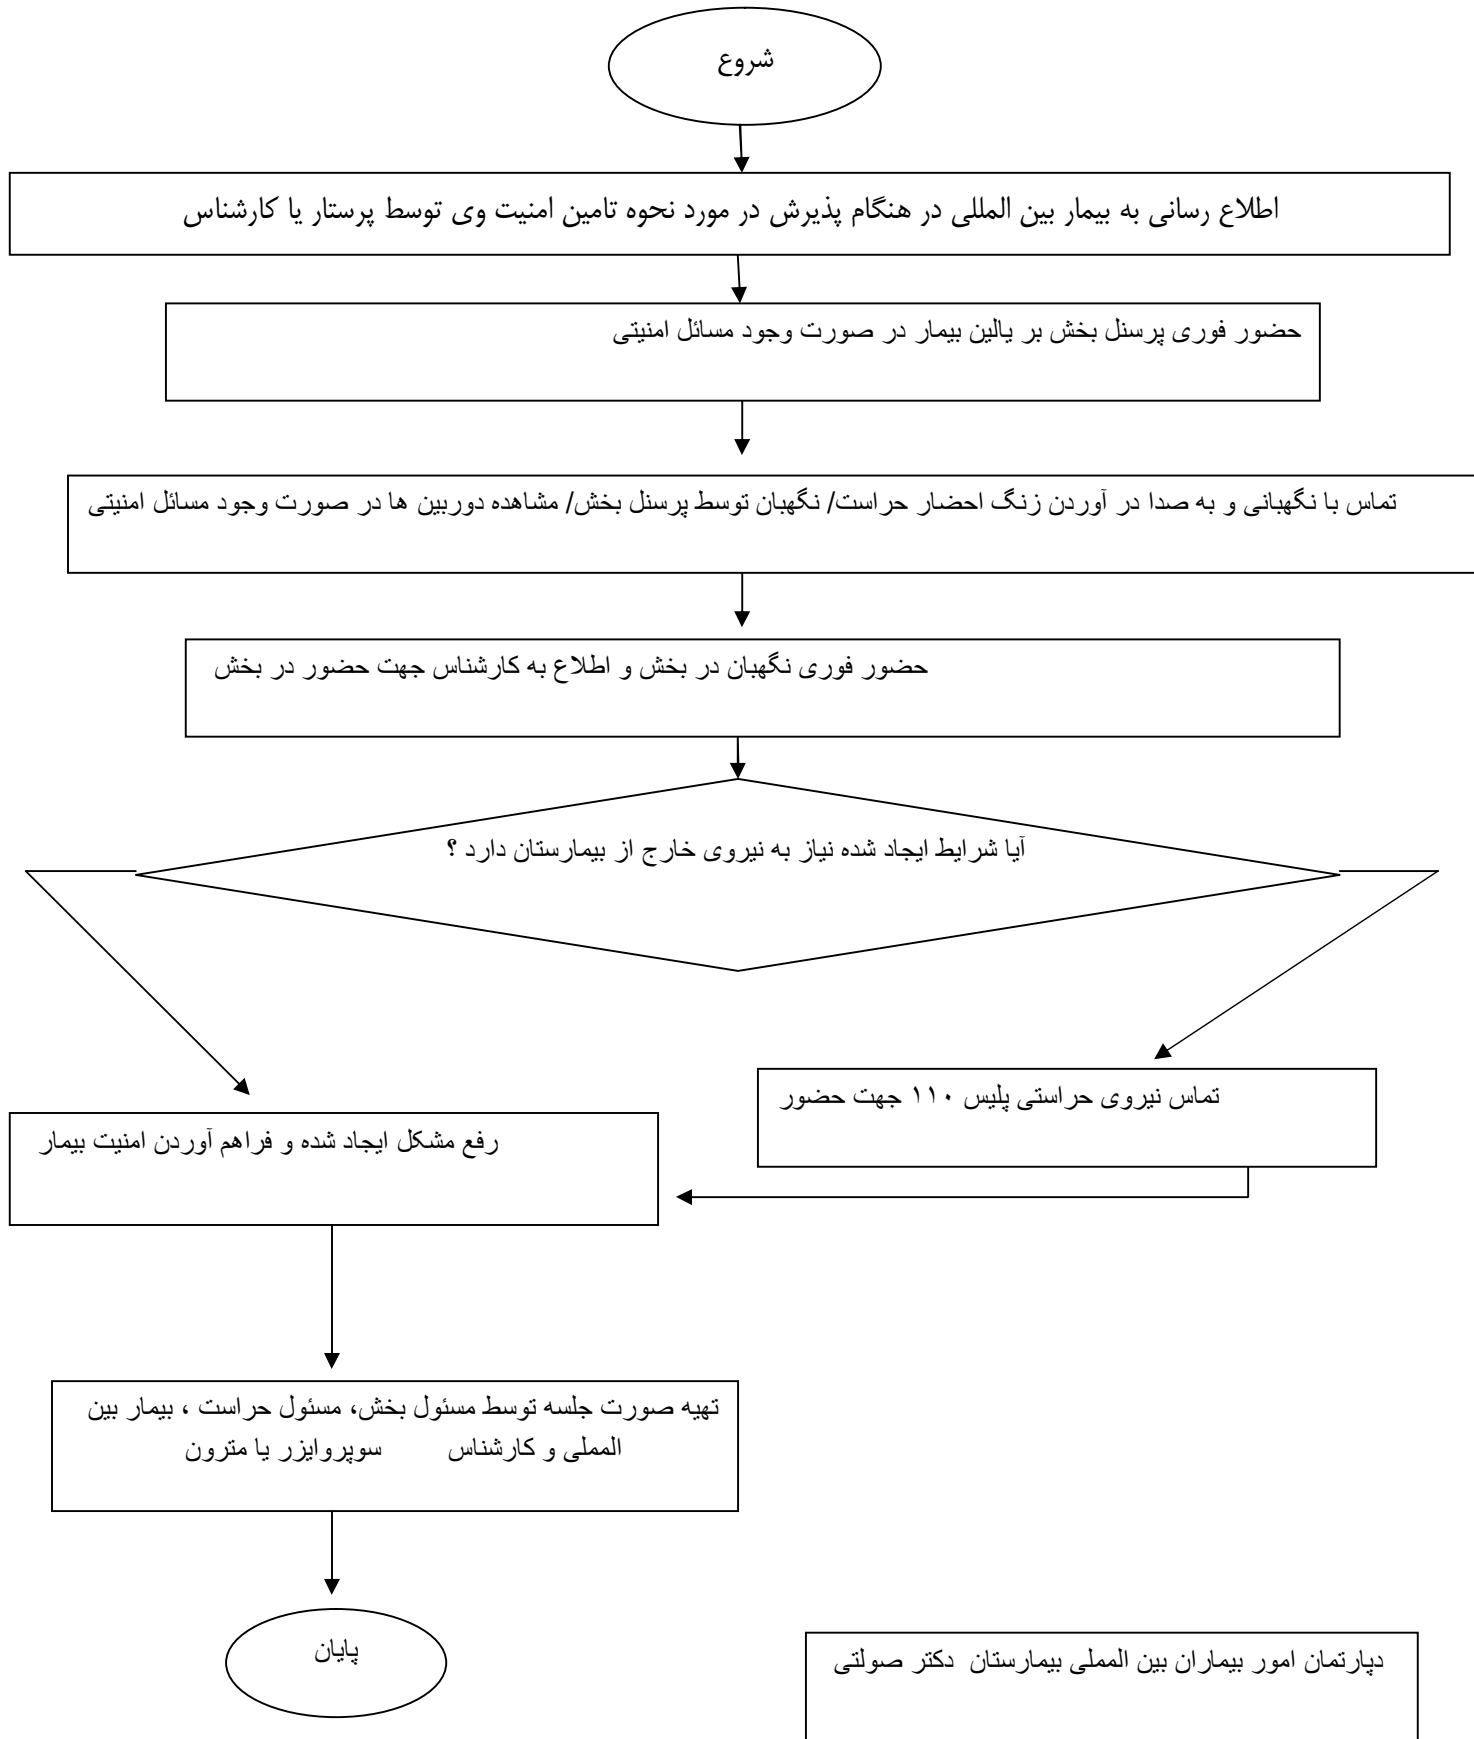 شروع
اطلاع رسانی به بیمار بین المللی در هنگام پذیرش در مورد نحوه تامین امنیت وی توسط پرستار یا کارشناس
حضور فوری پرسنل بخش بر یالین بیمار در صورت وجود مسائل امنیتی
تماس با نگهبانی و به صدا در آوردن زنگ احضار حراست/ نگهبان توسط پرسنل بخش/ مشاهده دوربین ها در صورت وجود مسائل امنیتی
حضور فوری نگهبان در بخش و اطلاع به کارشناس جهت حضور در بخش
آیا شرایط ایجاد شده نیاز به نیروی خارج از بیمارستان دارد ؟
تماس نیروی حراستی پلیس ۱۱۰ جهت حضور
رفع مشکل ایجاد شده و فراهم آوردن امنیت بیمار
تهیه صورت جلسه توسط مسئول بخش، مسئول حراست ، بیمار بین
المملی و کارشناس سوپروایزر یا مترون
پایان
دپارتمان امور بیماران بین المملی بیمارستان دکتر صولتی